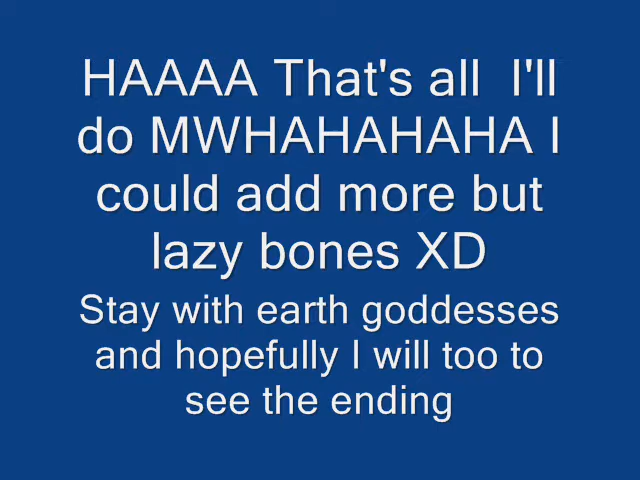 HAAAA That's all  I'll
do MWHAHAHAHA I
could add more but
lazy bones XD
Stay with earth goddesses
and hopefully I will too to
see the ending